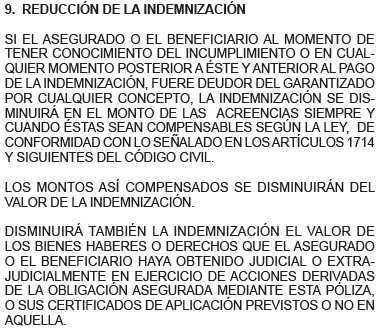 9. REDUCCIÓN DE LA INDEMNIZACIÓN
SI EL ASEGURADO O EL BENEFICIARIO AL MOMENTO DE
TENER CONOCIMIENTO DEL INCUMPLIMIENTO O EN CUAL-
QUIER MOMENTO POSTERIOR A ÉSTE Y ANTERIOR AL PAGO
DE LA INDEMNIZACIÓN, FUERE DEUDOR DEL GARANTIZADO
POR CUALQUIER CONCEPTO, LA INDEMNIZACIÓN SE DIS-
MINUIRÁ EN EL MONTO DE LAS ACREENCIAS SIEMPRE Y
CUANDO ÉSTAS SEAN COMPENSABLES SEGÚN LA LEY, DE
CONFORMIDAD CON LO SEÑALADO EN LOS ARTÍCULOS 1714
Y SIGUIENTES DEL CÓDIGO CIVIL.
LOS MONTOS ASÍ COMPENSADOS SE DISMINUIRÁN DEL
VALOR DE LA INDEMNIZACIÓN.
DISMINUIRÁ TAMBIÉN LA INDEMNIZACIÓN EL VALOR DE
LOS BIENES HABERES O DERECHOS QUE EL ASEGURADO
O EL BENEFICIARIO HAYA OBTENIDO JUDICIAL O EXTRA-
JUDICIALMENTE EN EJERCICIO DE ACCIONES DERIVADAS
DE LA OBLIGACIÓN ASEGURADA MEDIANTE ESTA PÓLIZA,
O SUS CERTIFICADOS DE APLICACIÓN PREVISTOS O NO EN
AQUELLA.